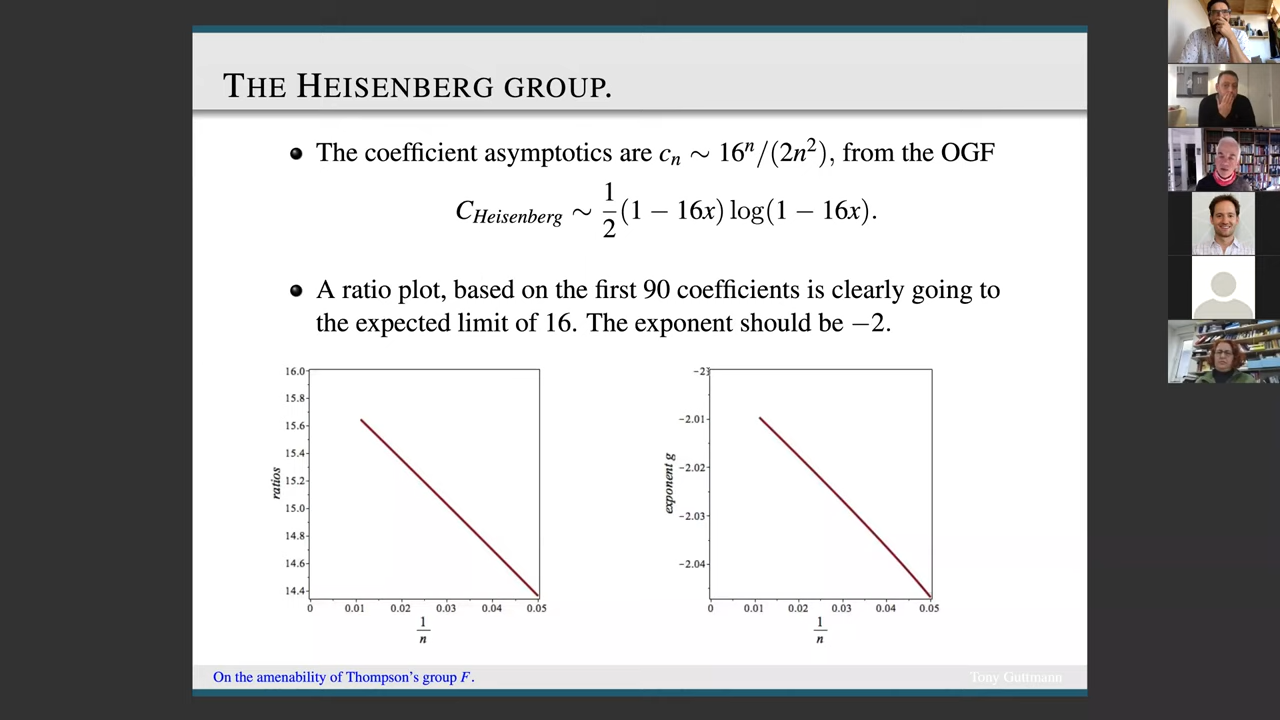 THE HEISENBERG GROUP.
The coefficient asymptotics are cₙ ∼ 16ⁿ/(2n²), from the OGF
C_Heisenberg ∼ 1/2 (1 − 16x) log(1 − 16x).
A ratio plot, based on the first 90 coefficients is clearly going to
the expected limit of 16. The exponent should be −2.
16.0
15.8
15.6
15.4
15.2
15.0
14.8
14.6
14.4
ratios
0 0.01 0.02 0.03 0.04 0.05
1/n
−2
−2.01
−2.02
−2.03
−2.04
exponent g
0 0.01 0.02 0.03 0.04 0.05
1/n
On the amenability of Thompson's group F.
Tony Guttmann